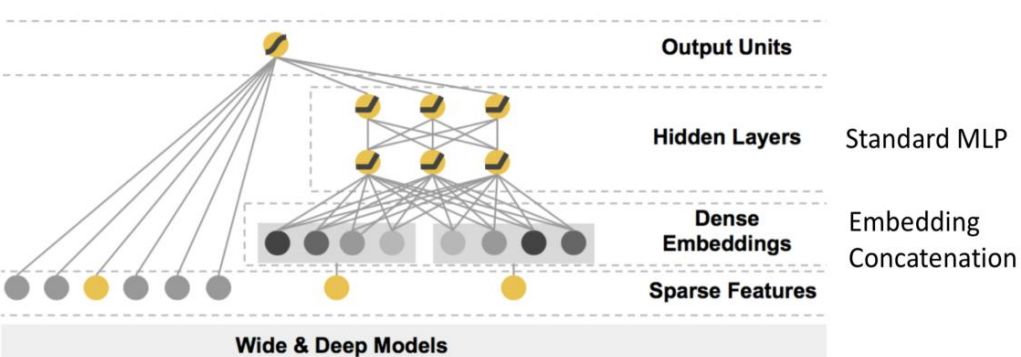 Output Units
Hidden Layers
Standard MLP
Dense
Embeddings
Embedding
Concatenation
Sparse Features
Wide & Deep Models